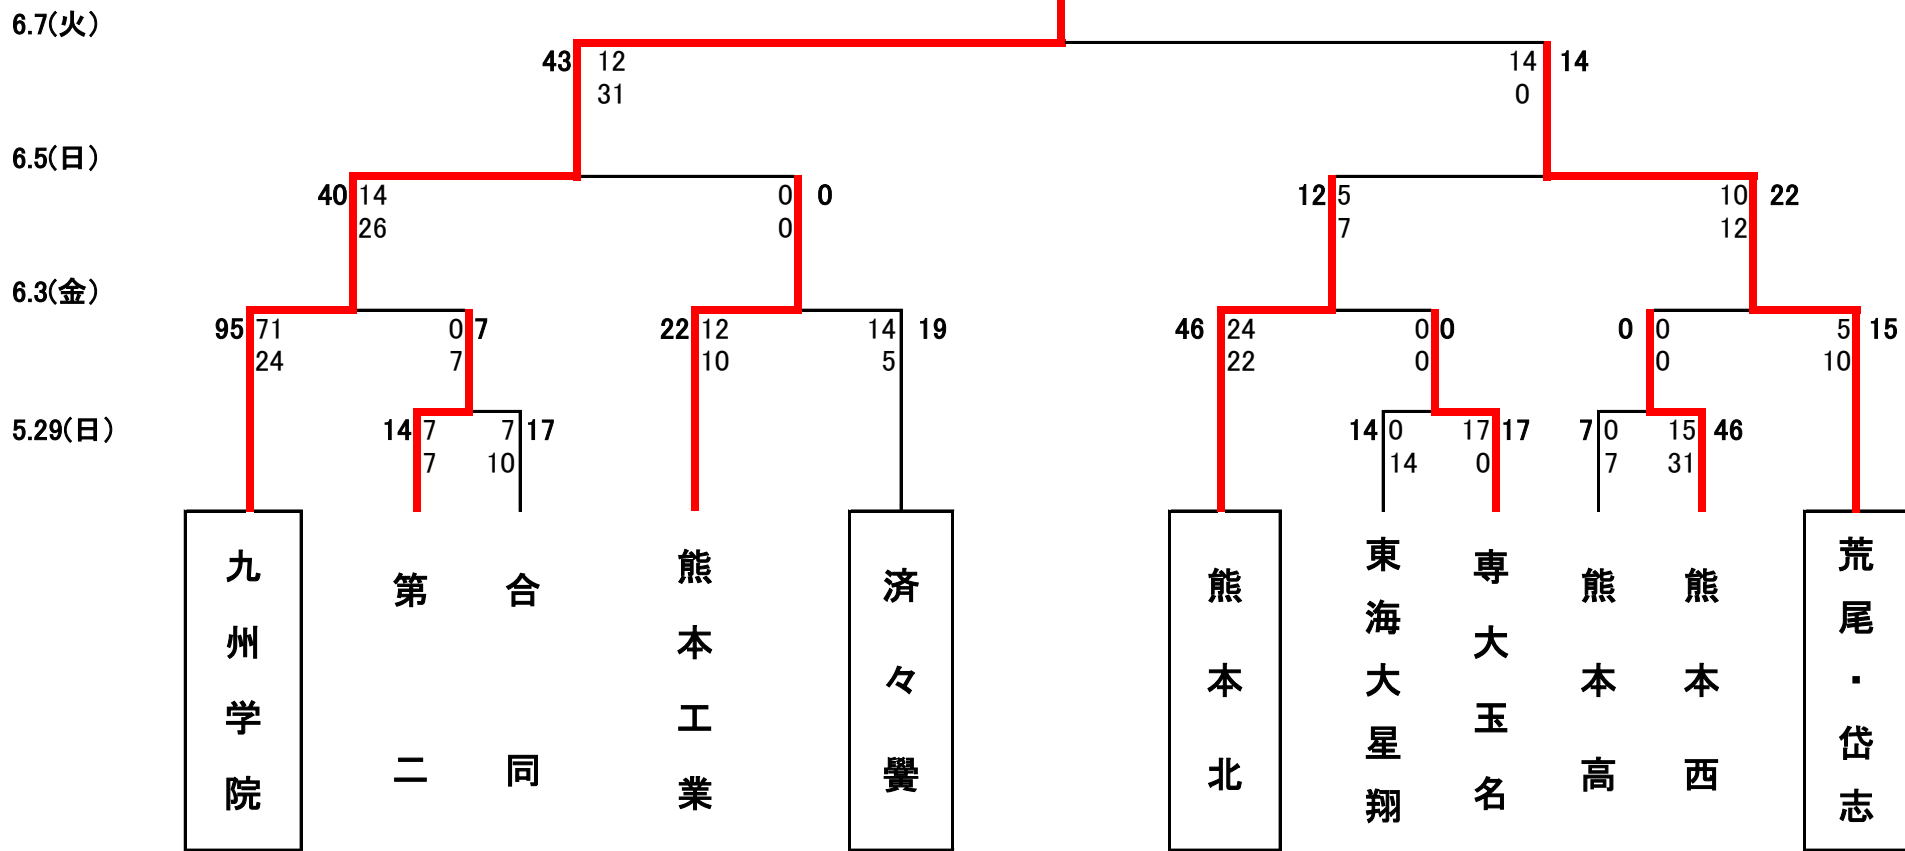 6.7(火)
43 12 14 14
31 0
6.5(日)
40 14 0 0 12 5 10 22
26 0 7 12
6.3(金)
95 71 0 7 22 12 14 19 46 24 0 0 0 0 5 15
24 7 10 5 22 0 0 10
5.29(日)
14 7 7 17 14 0 17 17 7 0 15 46
7 10 14 0 7 31
九州学院
第二
合同
熊本工業
済々黌
熊本北
東海大星翔
専大玉名
熊本高
熊本西
荒尾・岱志